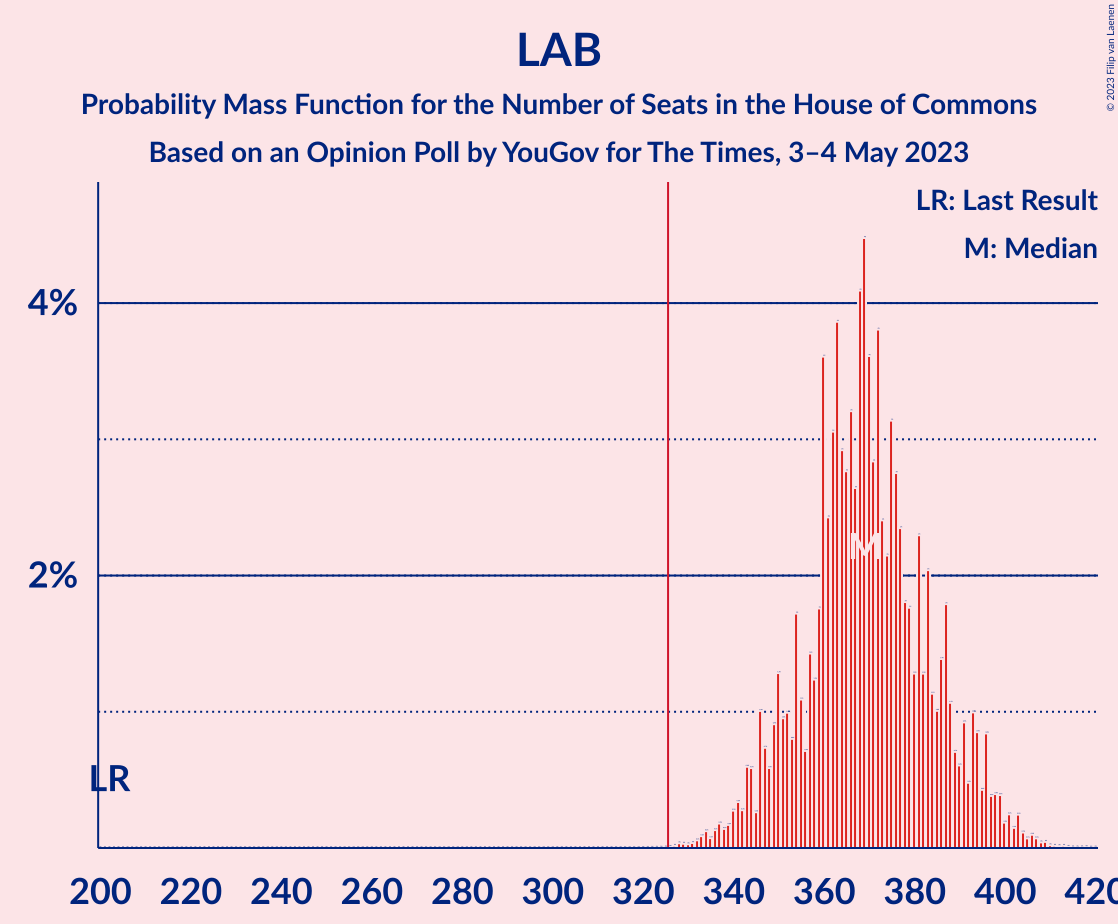 LAB
Probability Mass Function for the Number of Seats in the House of Commons
Based on an Opinion Poll by YouGov for The Times, 3–4 May 2023
© 2023 Filip van Laenen
LR: Last Result
M: Median
4%
2%
M
LR
200 220 240 260 280 300 320 340 360 380 400 420